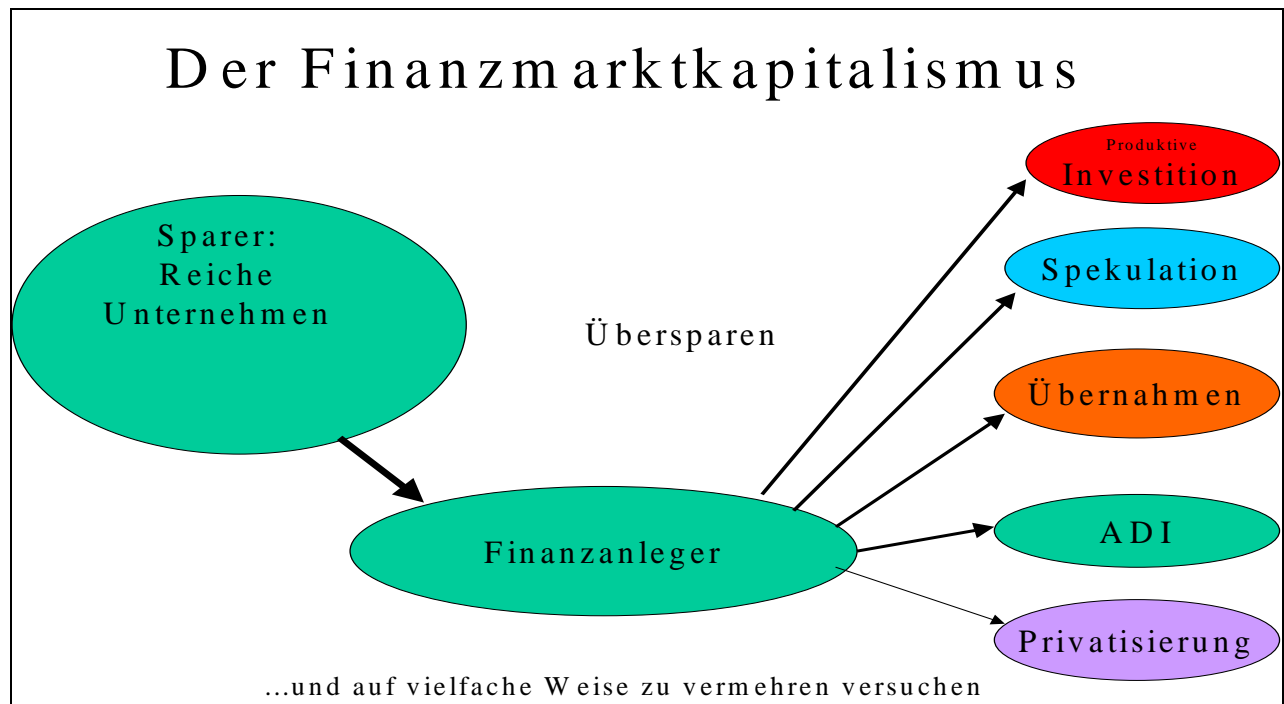 Der Finanzmarktkapitalismus
Sparer:
Reiche
Unternehmen
Übersparen
Finanzanleger
Produktive
Investition
Spekulation
Übernahmen
ADI
Privatisierung
...und auf vielfache Weise zu vermehren versuchen